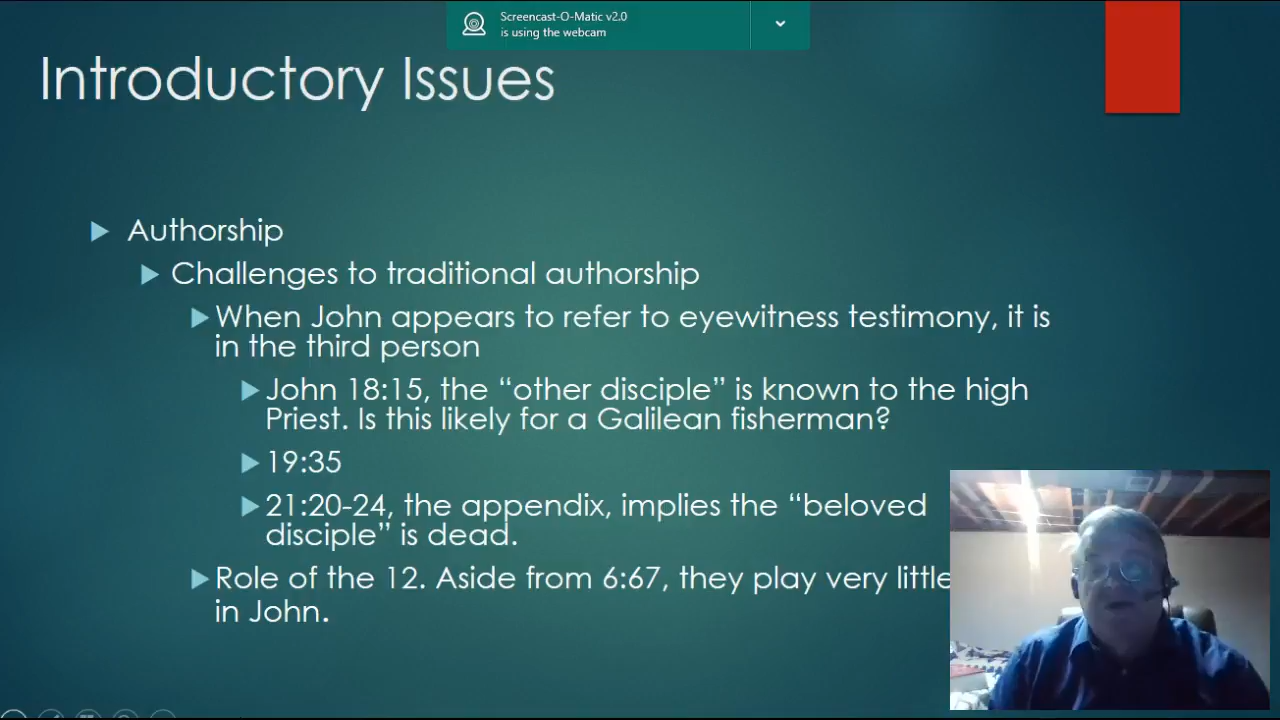 Screencast-O-Matic v2.0
is using the webcam
Introductory Issues
Authorship
Challenges to traditional authorship
When John appears to refer to eyewitness testimony, it is
in the third person
John 18:15, the “other disciple” is known to the high
Priest. Is this likely for a Galilean fisherman?
19:35
21:20-24, the appendix, implies the “beloved
disciple” is dead.
Role of the 12. Aside from 6:67, they play very little
in John.